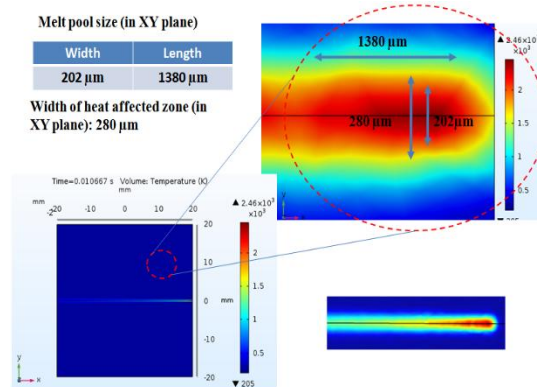 Melt pool size (in XY plane)
Width Length
202 µm 1380 µm
Width of heat affected zone (in
XY plane): 280 µm
1380 µm
280 µm 202µm
▲ 2.46×10³
×10³
2
1.5
1
0.5
y
Time=0.010667 s Volume: Temperature (K)
mm
mm -20 0 20
▲ 2.46×10³
×10³
20
10
0
-10
-20
mm
2
1.5
1
0.5
▼ 205
y
x